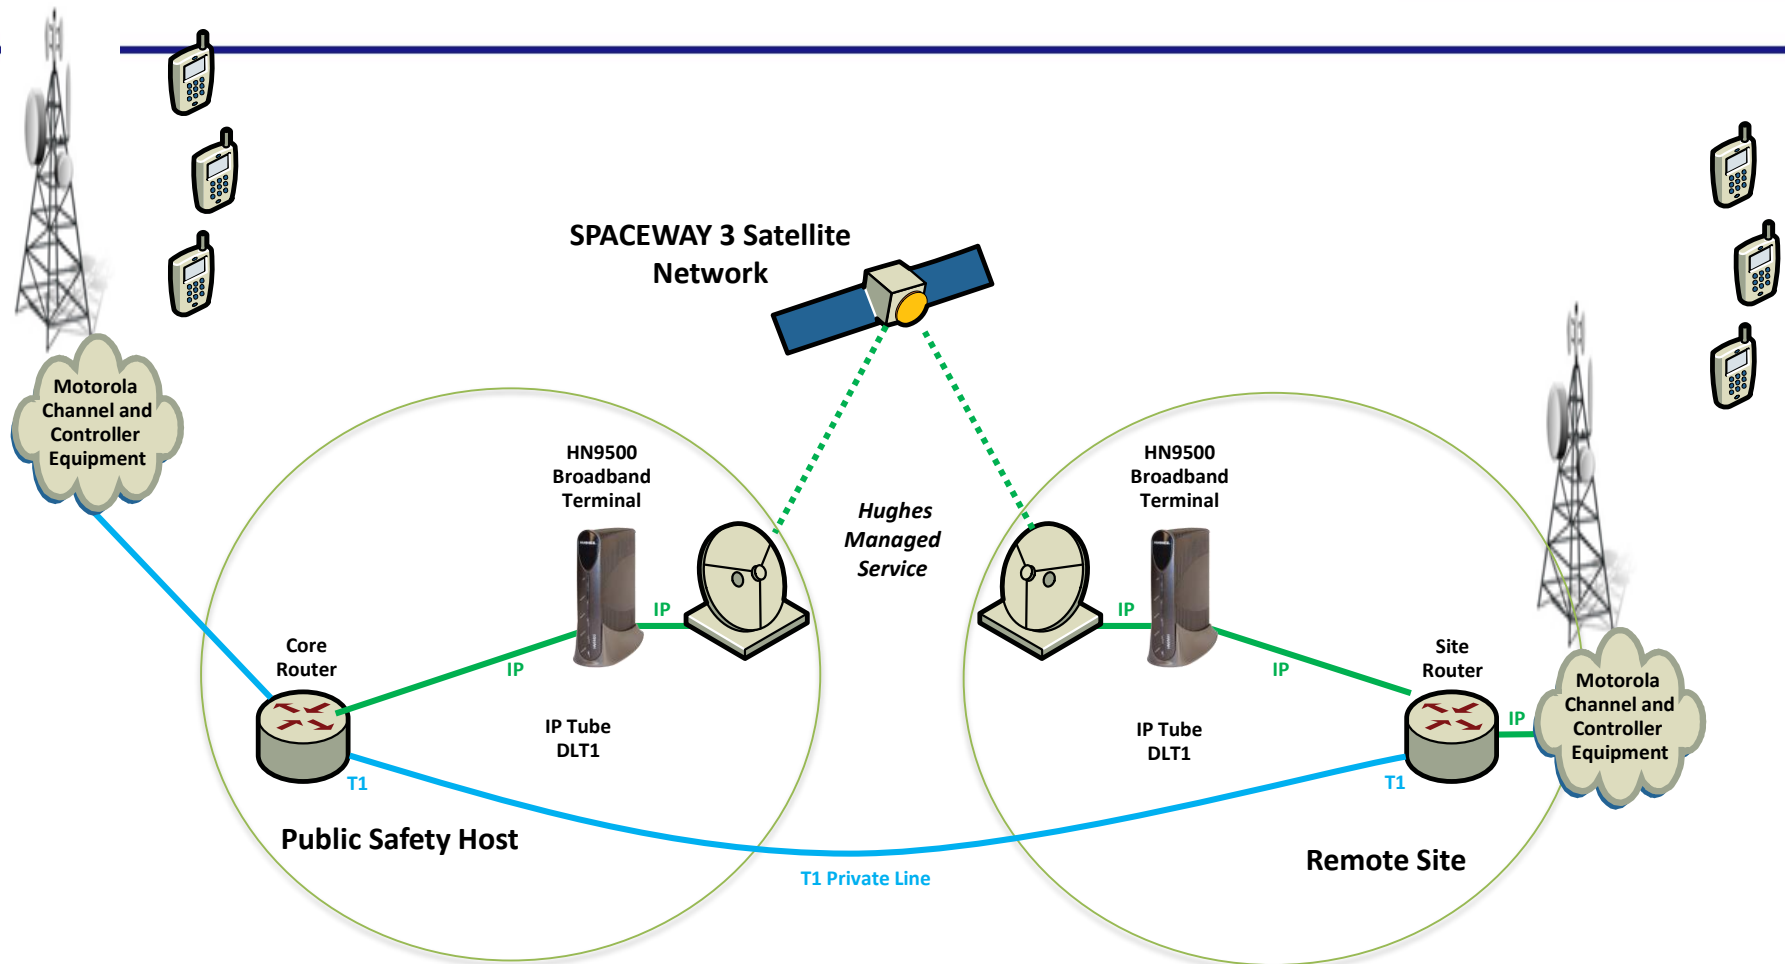 SPACEWAY 3 Satellite
Network
Motorola
Channel and
Controller
Equipment
HN9500
Broadband
Terminal
HN9500
Broadband
Terminal
Hughes
Managed
Service
IP
IP
Core
Router
IP
IP
Site
Router
Motorola
Channel and
Controller
Equipment
IP
IP Tube
DLT1
IP Tube
DLT1
T1
T1
Public Safety Host
Remote Site
T1 Private Line